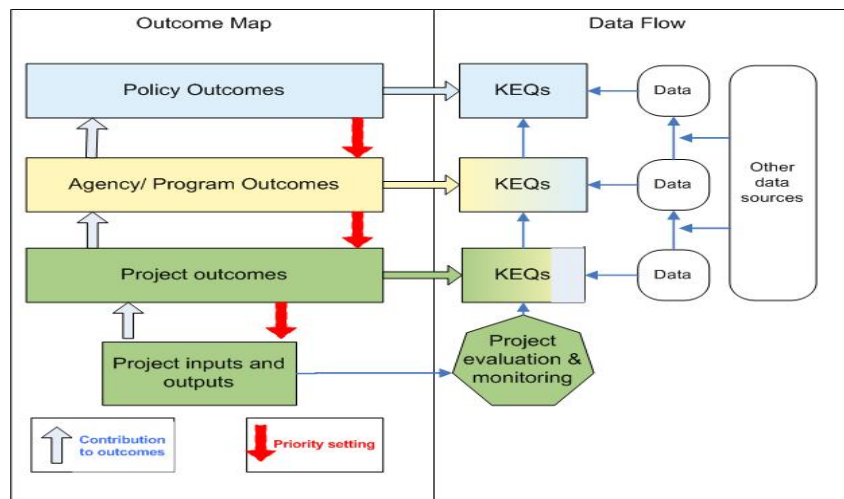 Outcome Map
Data Flow
Policy Outcomes
KEQs
Data
Agency/ Program Outcomes
KEQs
Data
Other
data
sources
Project outcomes
KEQs
Data
Project inputs and
outputs
Project
evaluation &
monitoring
Contribution
to outcomes
Priority setting